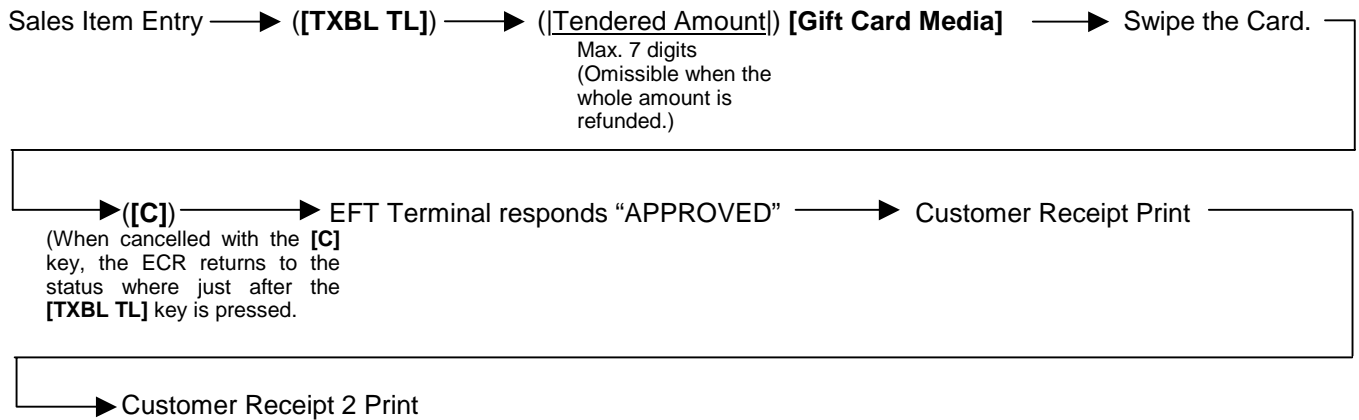 Sales Item Entry ([TXBL TL]) (|Tendered Amount|) [Gift Card Media] Swipe the Card.
Max. 7 digits
(Omissible when the
whole amount is
refunded.)
([C]) EFT Terminal responds “APPROVED” Customer Receipt Print
(When cancelled with the [C]
key, the ECR returns to the
status where just after the
[TXBL TL] key is pressed.
Customer Receipt 2 Print